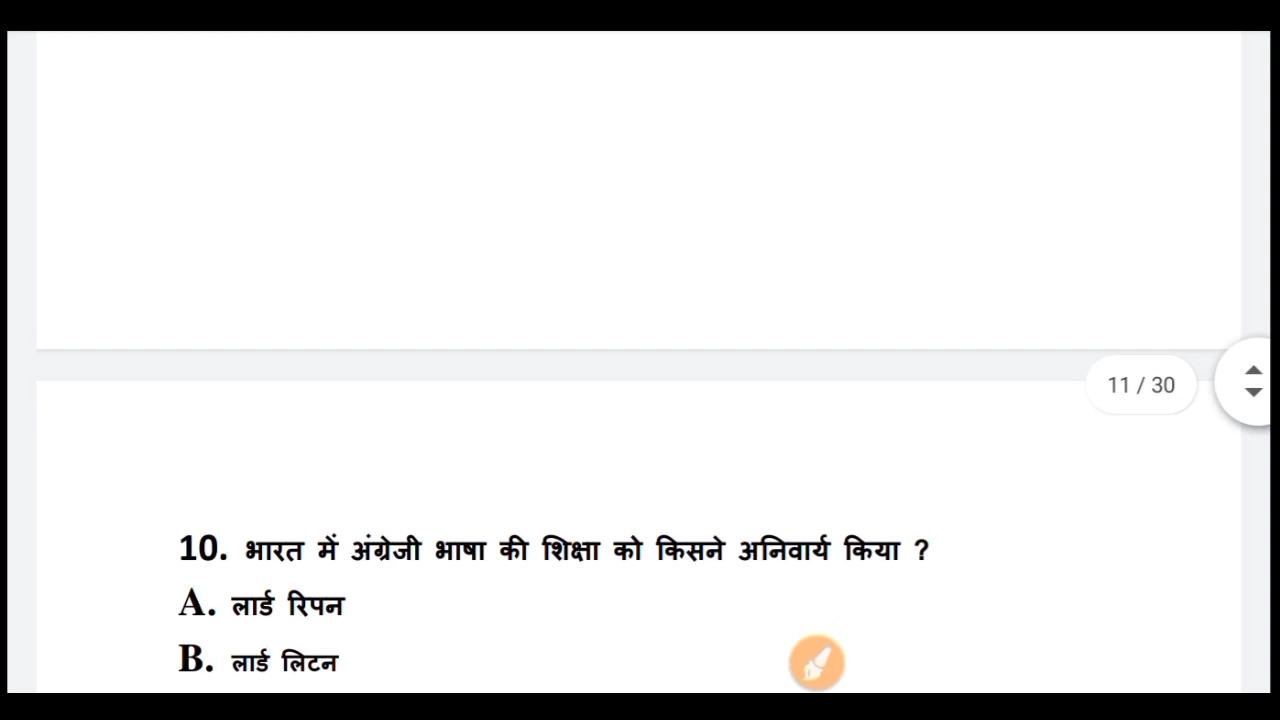 11 / 30
10. भारत में अंग्रेजी भाषा की शिक्षा को किसने अनिवार्य किया ?
A. लार्ड रिपन
B. लार्ड लिटन